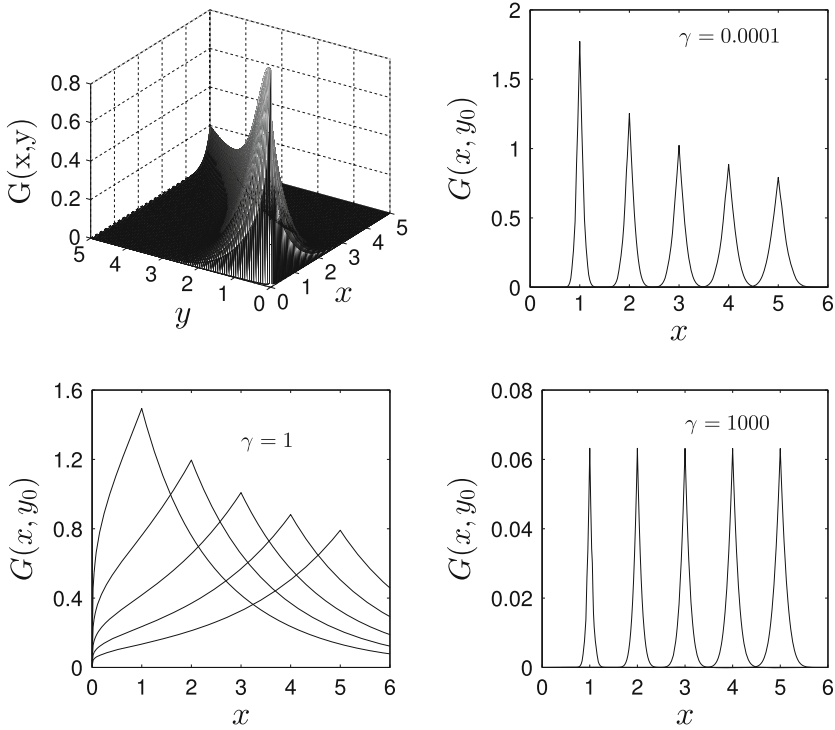 G(x,y)
0.8
0.6
0.4
0.2
0
5
4
3
2
1
0
y
0
1
2
3
4
5
x
G(x, y₀)
2
1.5
1
0.5
0
γ = 0.0001
0 1 2 3 4 5 6
x
G(x, y₀)
1.6
1.2
0.8
0.4
0
γ = 1
0 1 2 3 4 5 6
x
G(x, y₀)
0.08
0.06
0.04
0.02
0
γ = 1000
0 1 2 3 4 5 6
x